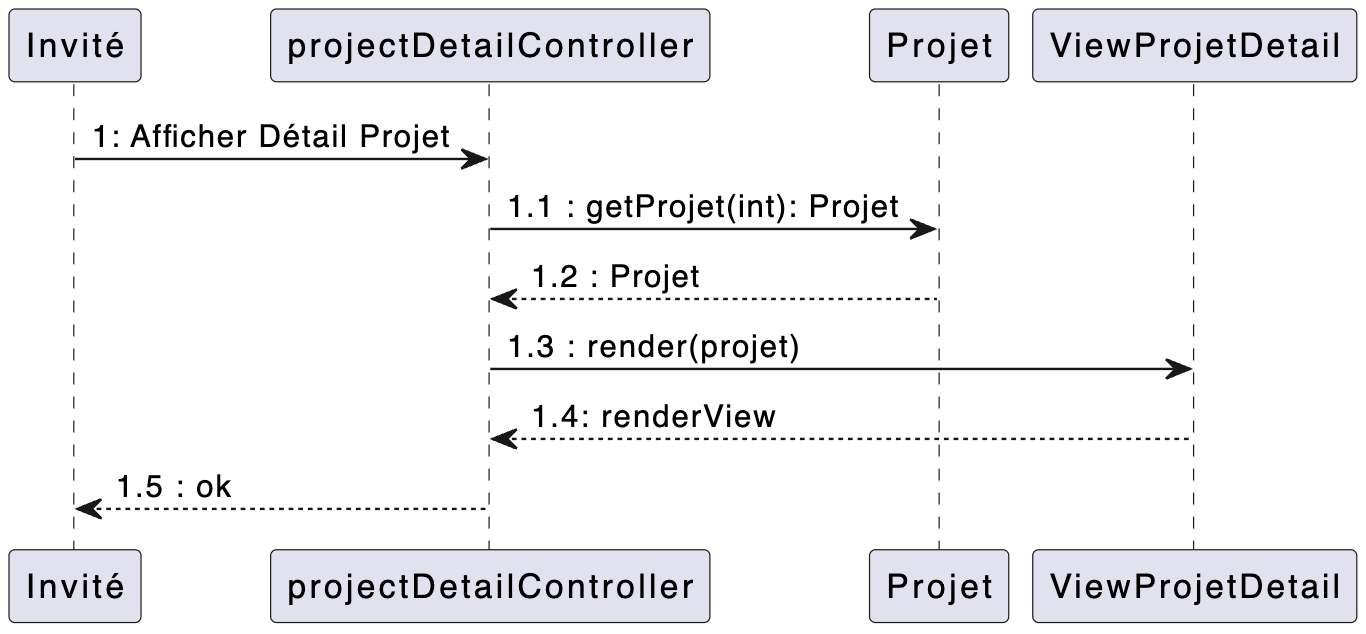 Invité
projectDetailController
Projet
ViewProjetDetail
1: Afficher Détail Projet
1.1 : getProjet(int): Projet
1.2 : Projet
1.3 : render(projet)
1.4: renderView
1.5 : ok
Invité
projectDetailController
Projet
ViewProjetDetail